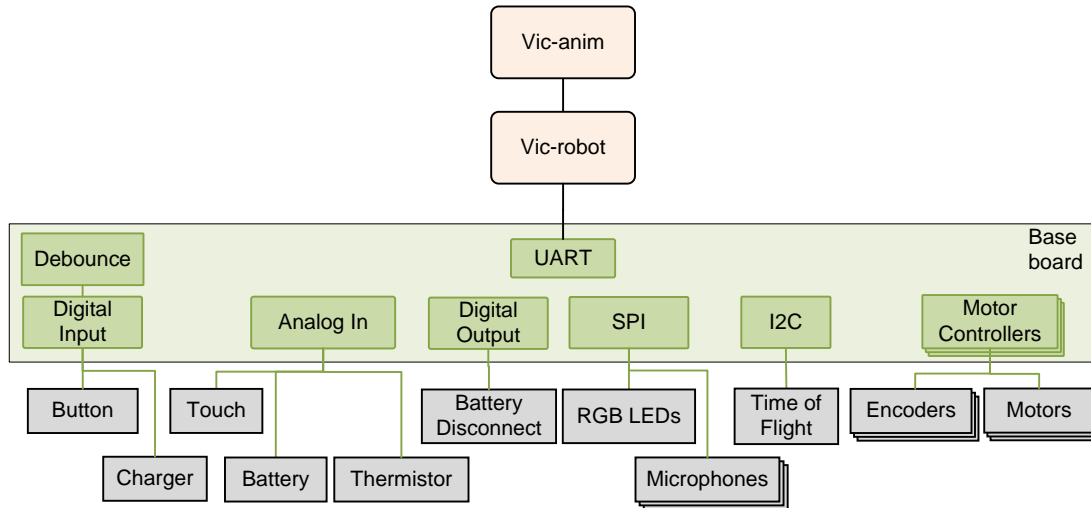 Vic-anim
Vic-robot
Base
board
Debounce
UART
Digital
Input
Analog In
Digital
Output
SPI
I2C
Motor
Controllers
Button
Touch
Battery
Disconnect
RGB LEDs
Time of
Flight
Encoders
Motors
Charger
Battery
Thermistor
Microphones